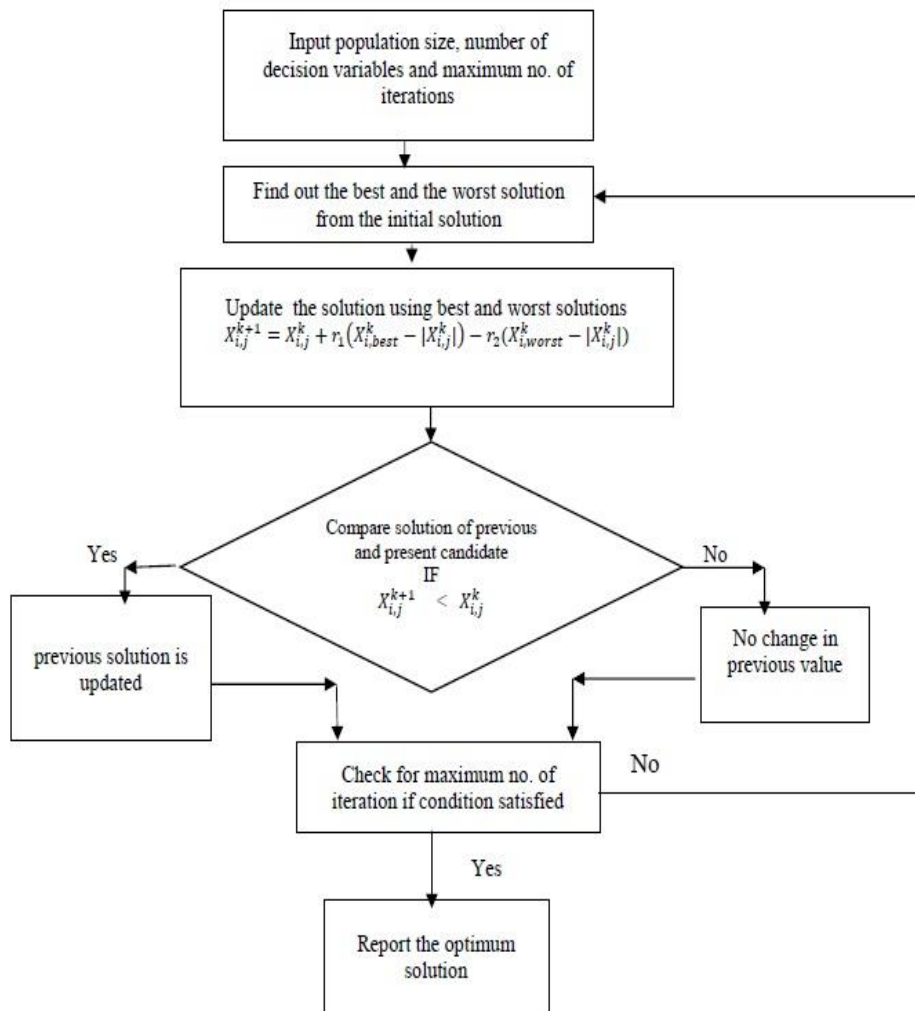 Input population size, number of
decision variables and maximum no. of
iterations
Find out the best and the worst solution
from the initial solution
Update the solution using best and worst solutions
$X_{i,j}^{k+1} = X_{i,j}^{k} + r_1(X_{i,best}^{k} - |X_{i,j}^{k}|) - r_2(X_{i,worst}^{k} - |X_{i,j}^{k}|)$
Compare solution of previous
and present candidate
IF
$X_{i,j}^{k+1} < X_{i,j}^{k}$
Yes
No
previous solution is
updated
No change in
previous value
Check for maximum no. of
iteration if condition satisfied
No
Yes
Report the optimum
solution